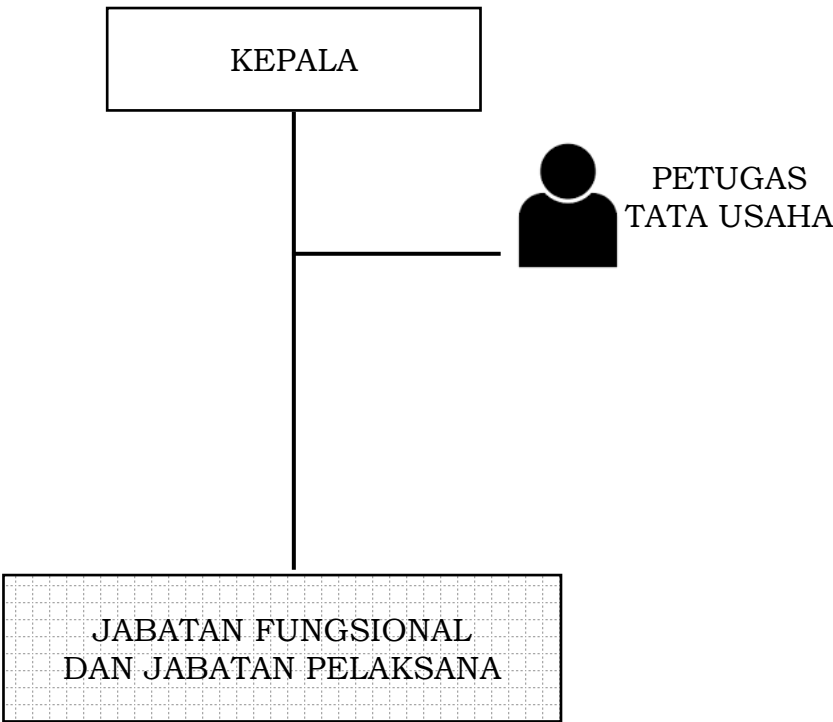 KEPALA
PETUGAS
TATA USAHA
JABATAN FUNGSIONAL
DAN JABATAN PELAKSANA